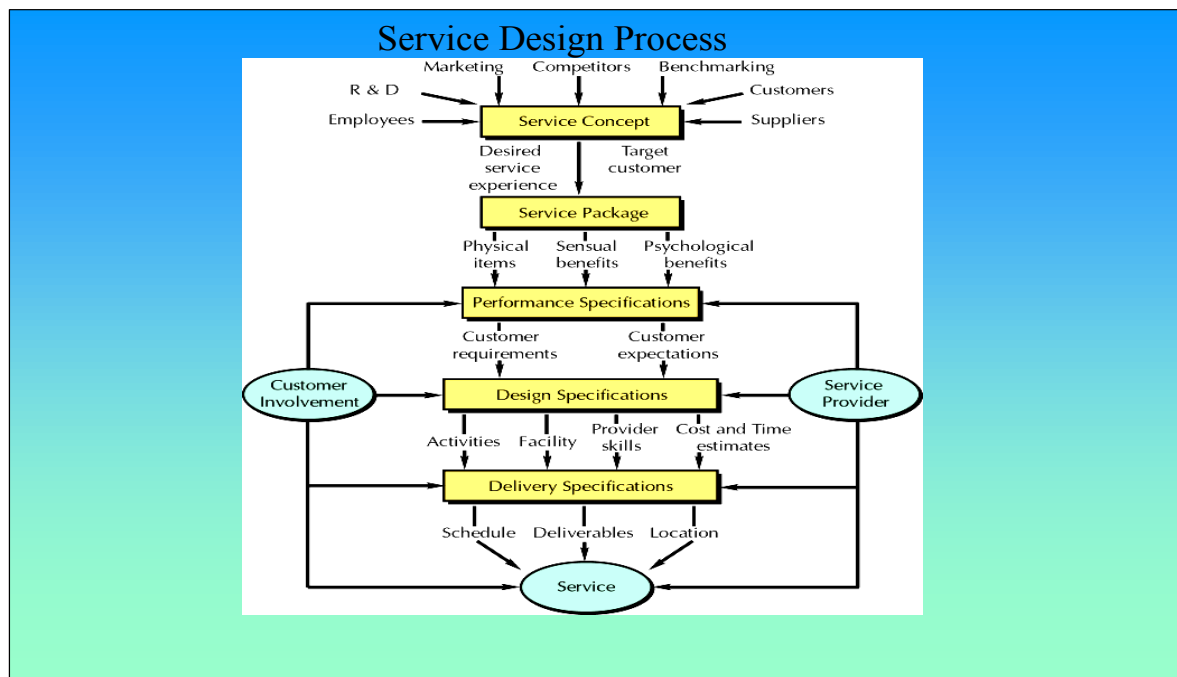 Service Design Process
Marketing Competitors Benchmarking
R & D Customers
Employees Service Concept Suppliers
Desired Target
service customer
experience
Service Package
Physical Sensual Psychological
items benefits benefits
Performance Specifications
Customer Customer
requirements expectations
Customer Service
Involvement Design Specifications Provider
Activities Facility Provider Cost and Time
skills estimates
Delivery Specifications
Schedule Deliverables Location
Service